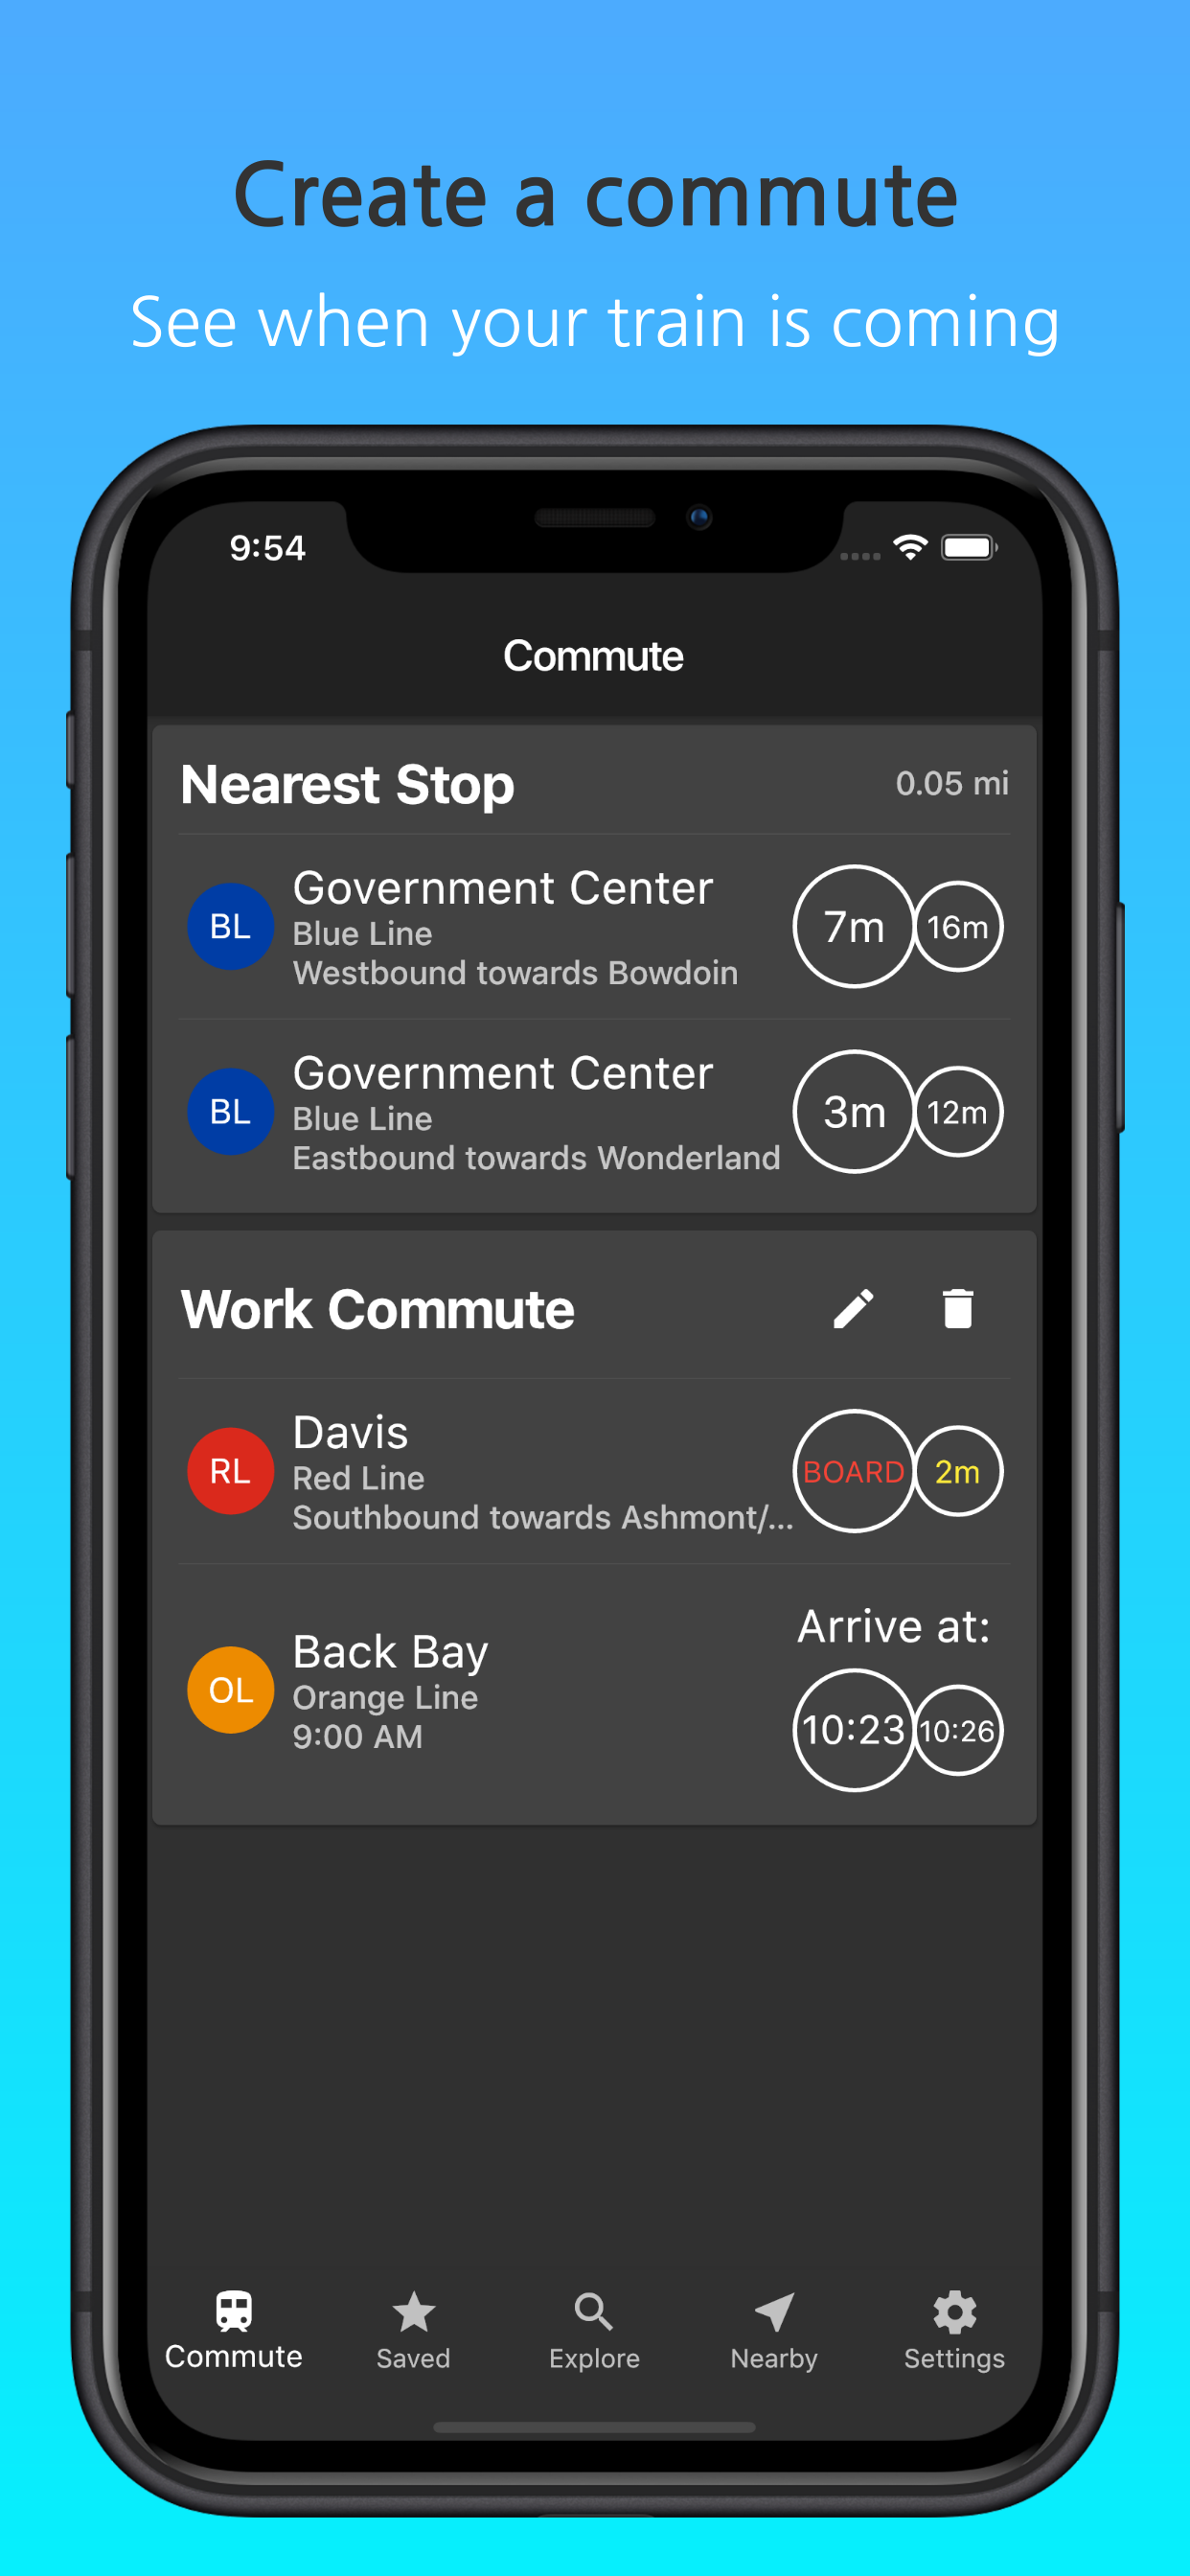 Create a commute
See when your train is coming
9:54
Commute
Nearest Stop
0.05 mi
BL
Government Center
Blue Line
Westbound towards Bowdoin
7m
16m
BL
Government Center
Blue Line
Eastbound towards Wonderland
3m
12m
Work Commute
RL
Davis
Red Line
Southbound towards Ashmont/...
BOARD
2m
OL
Back Bay
Orange Line
9:00 AM
Arrive at:
10:23
10:26
Commute
Saved
Explore
Nearby
Settings